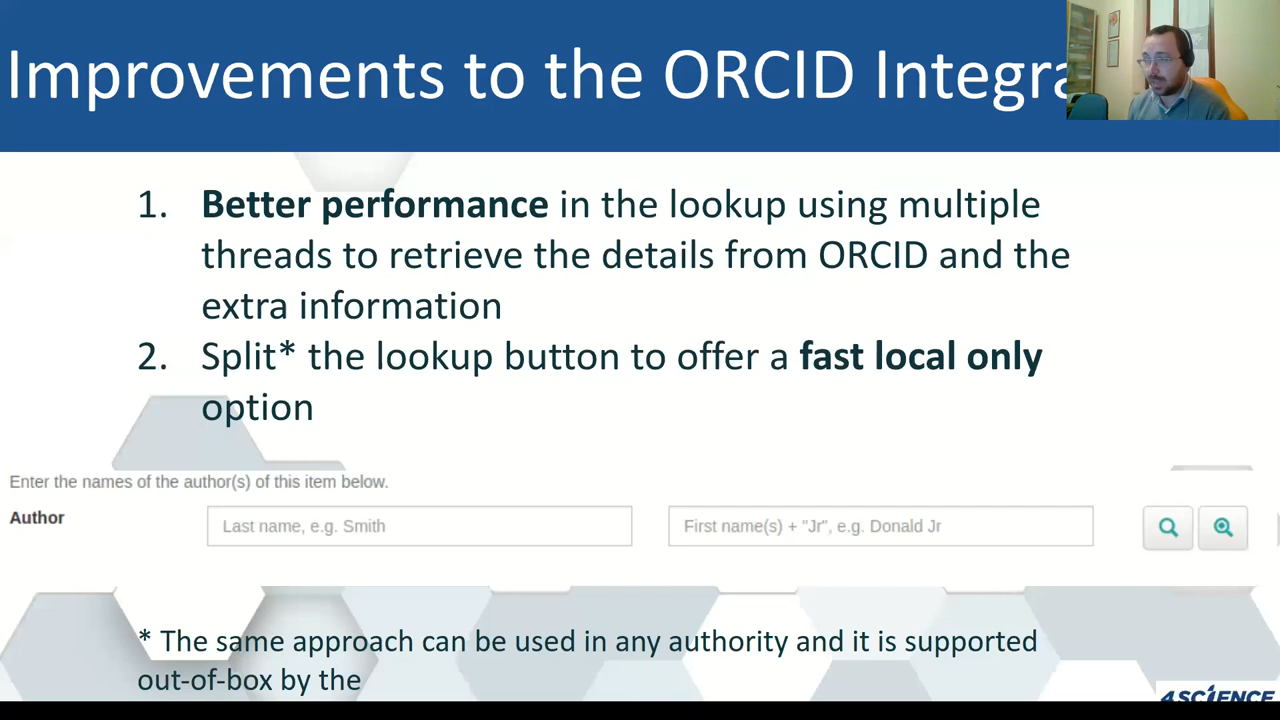 Improvements to the ORCID Integra
1. Better performance in the lookup using multiple
threads to retrieve the details from ORCID and the
extra information
2. Split* the lookup button to offer a fast local only
option
Enter the names of the author(s) of this item below.
Author
Last name, e.g. Smith
First name(s) + "Jr", e.g. Donald Jr
* The same approach can be used in any authority and it is supported
out-of-box by the
4SCIENCE